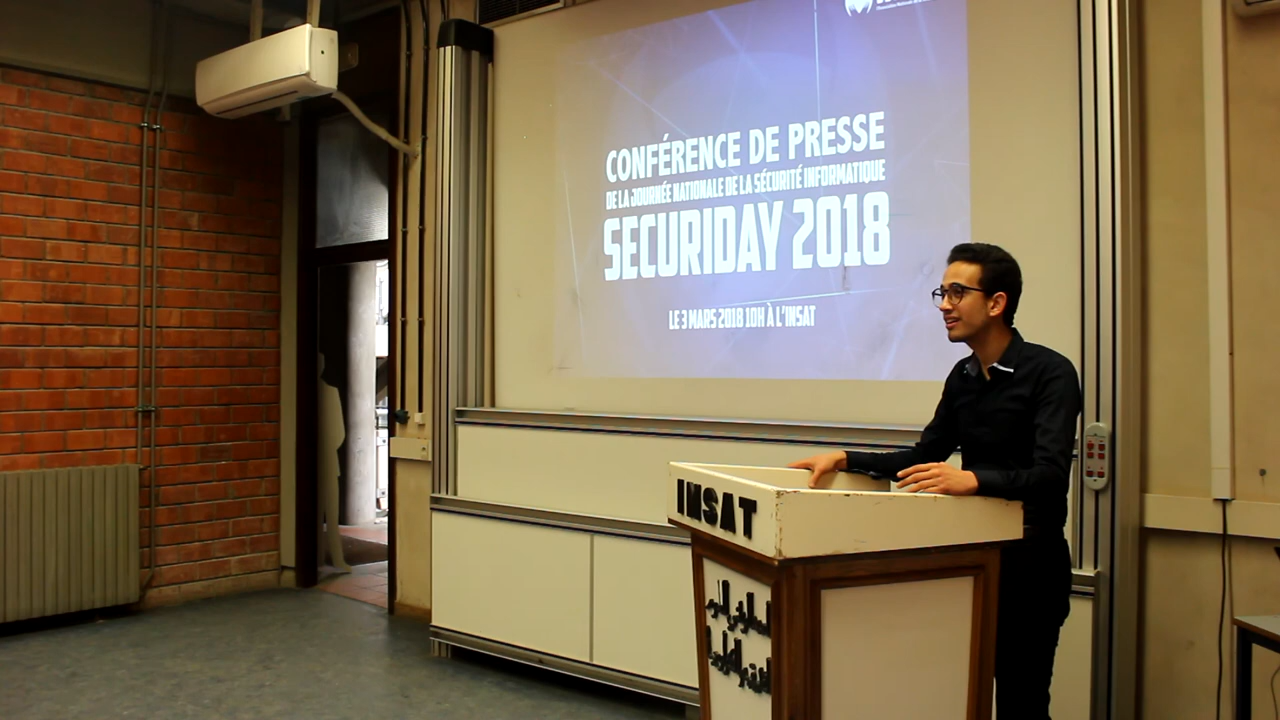 CONFÉRENCE DE PRESSE
DE LA JOURNÉE NATIONALE DE LA SÉCURITÉ INFORMATIQUE
SECURIDAY 2018
LE 3 MARS 2018 10H À L'INSAT
INSAT